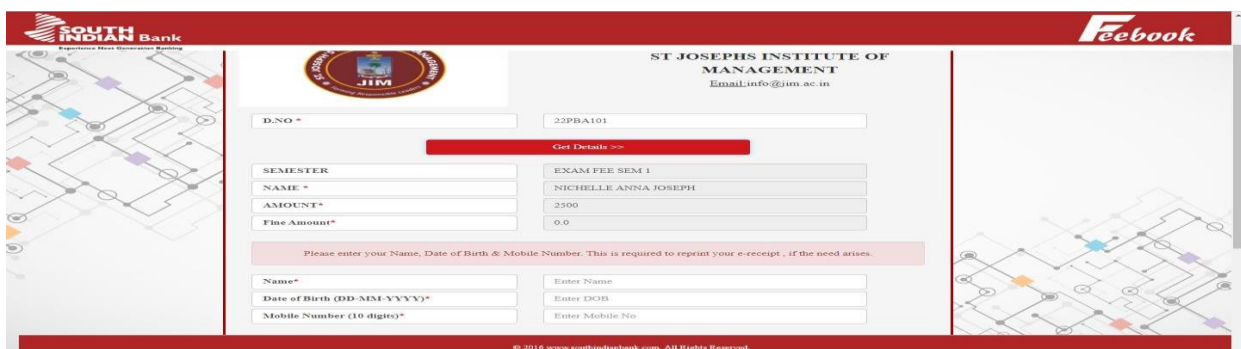 SOUTH
INDIAN Bank
Experience Next Generation Banking
Feebook
JIM
ST JOSEPHS INSTITUTE OF
MANAGEMENT
Email:info@jim.ac.in
D.NO *
22PBA101
Get Details >>
SEMESTER
EXAM FEE SEM 1
NAME *
NICHELLE ANNA JOSEPH
AMOUNT*
2500
Fine Amount*
0.0
Please enter your Name, Date of Birth & Mobile Number. This is required to reprint your e-receipt , if the need arises.
Name*
Enter Name
Date of Birth (DD-MM-YYYY)*
Enter DOB
Mobile Number (10 digits)*
Enter Mobile No
© 2016 www.southindianbank.com. All Rights Reserved.